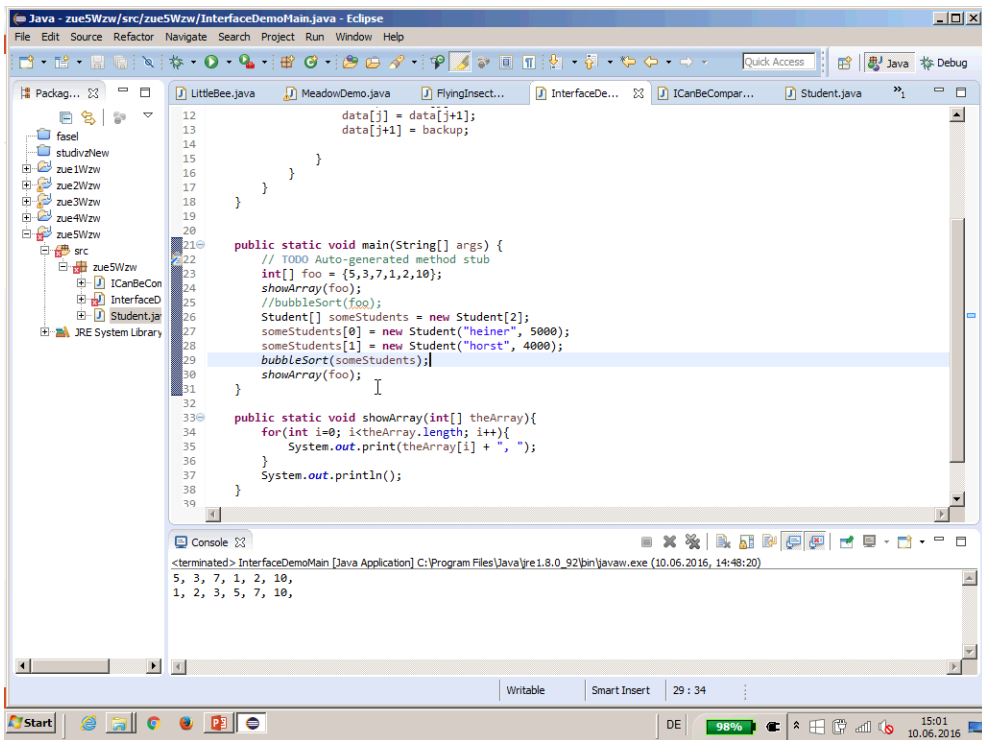 Java - zue5Wzw/src/zue5Wzw/InterfaceDemoMain.java - Eclipse
File Edit Source Refactor Navigate Search Project Run Window Help
Quick Access Java Debug
Packag... LittleBee.java MeadowDemo.java FlyingInsect... InterfaceDe... ICanBeCompar... Student.java »1
fasel
studivzNew
zue1Wzw
zue2Wzw
zue3Wzw
zue4Wzw
zue5Wzw
src
zue5Wzw
ICanBeCon
InterfaceD
Student.ja
JRE System Library
12 data[j] = data[j+1];
13 data[j+1] = backup;
14
15 }
16 }
17 }
18 }
19
20
21 public static void main(String[] args) {
22 // TODO Auto-generated method stub
23 int[] foo = {5,3,7,1,2,10};
24 showArray(foo);
25 //bubbleSort(foo);
26 Student[] someStudents = new Student[2];
27 someStudents[0] = new Student("heiner", 5000);
28 someStudents[1] = new Student("horst", 4000);
29 bubbleSort(someStudents);
30 showArray(foo);
31 }
32
33 public static void showArray(int[] theArray){
34 for(int i=0; i<theArray.length; i++){
35 System.out.print(theArray[i] + ", ");
36 }
37 System.out.println();
38 }
39
Console
<terminated> InterfaceDemoMain [Java Application] C:\Program Files\Java\jre1.8.0_92\bin\javaw.exe (10.06.2016, 14:48:20)
5, 3, 7, 1, 2, 10,
1, 2, 3, 5, 7, 10,
Writable Smart Insert 29 : 34
Start DE 98% 15:01
10.06.2016